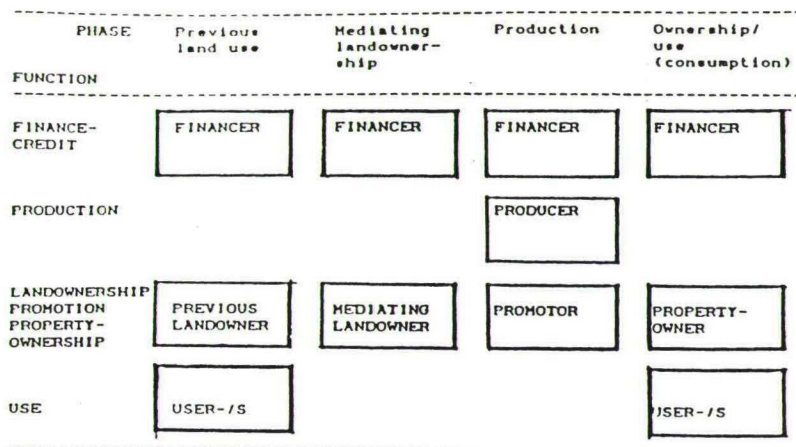 PHASE Previous Mediating Production Ownership/
land use landowner- use
ship (consumption)
FUNCTION
FINANCE- FINANCER FINANCER FINANCER FINANCER
CREDIT
PRODUCTION PRODUCER
LANDOWNERSHIP
PROMOTION PREVIOUS MEDIATING PROMOTOR PROPERTY-
PROPERTY- LANDOWNER LANDOWNER OWNER
OWNERSHIP
USE USER-/S USER-/S